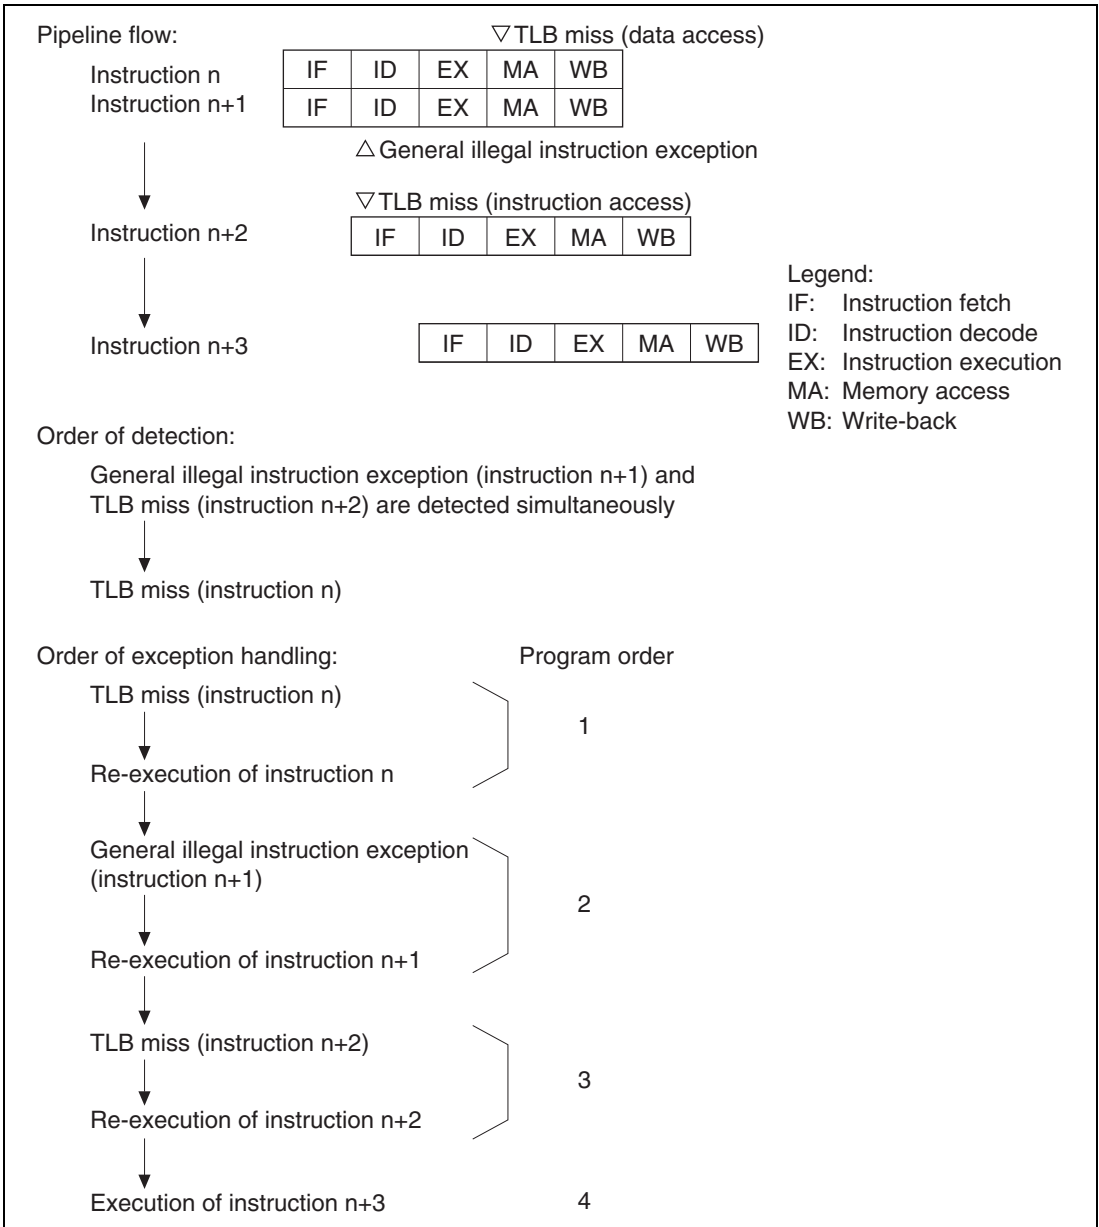 Pipeline flow:
▽TLB miss (data access)
Instruction n IF ID EX MA WB
Instruction n+1 IF ID EX MA WB
△General illegal instruction exception
▽TLB miss (instruction access)
Instruction n+2 IF ID EX MA WB
Instruction n+3 IF ID EX MA WB
Legend:
IF: Instruction fetch
ID: Instruction decode
EX: Instruction execution
MA: Memory access
WB: Write-back
Order of detection:
General illegal instruction exception (instruction n+1) and
TLB miss (instruction n+2) are detected simultaneously
TLB miss (instruction n)
Order of exception handling: Program order
TLB miss (instruction n)
1
Re-execution of instruction n
General illegal instruction exception
(instruction n+1)
2
Re-execution of instruction n+1
TLB miss (instruction n+2)
3
Re-execution of instruction n+2
Execution of instruction n+3 4